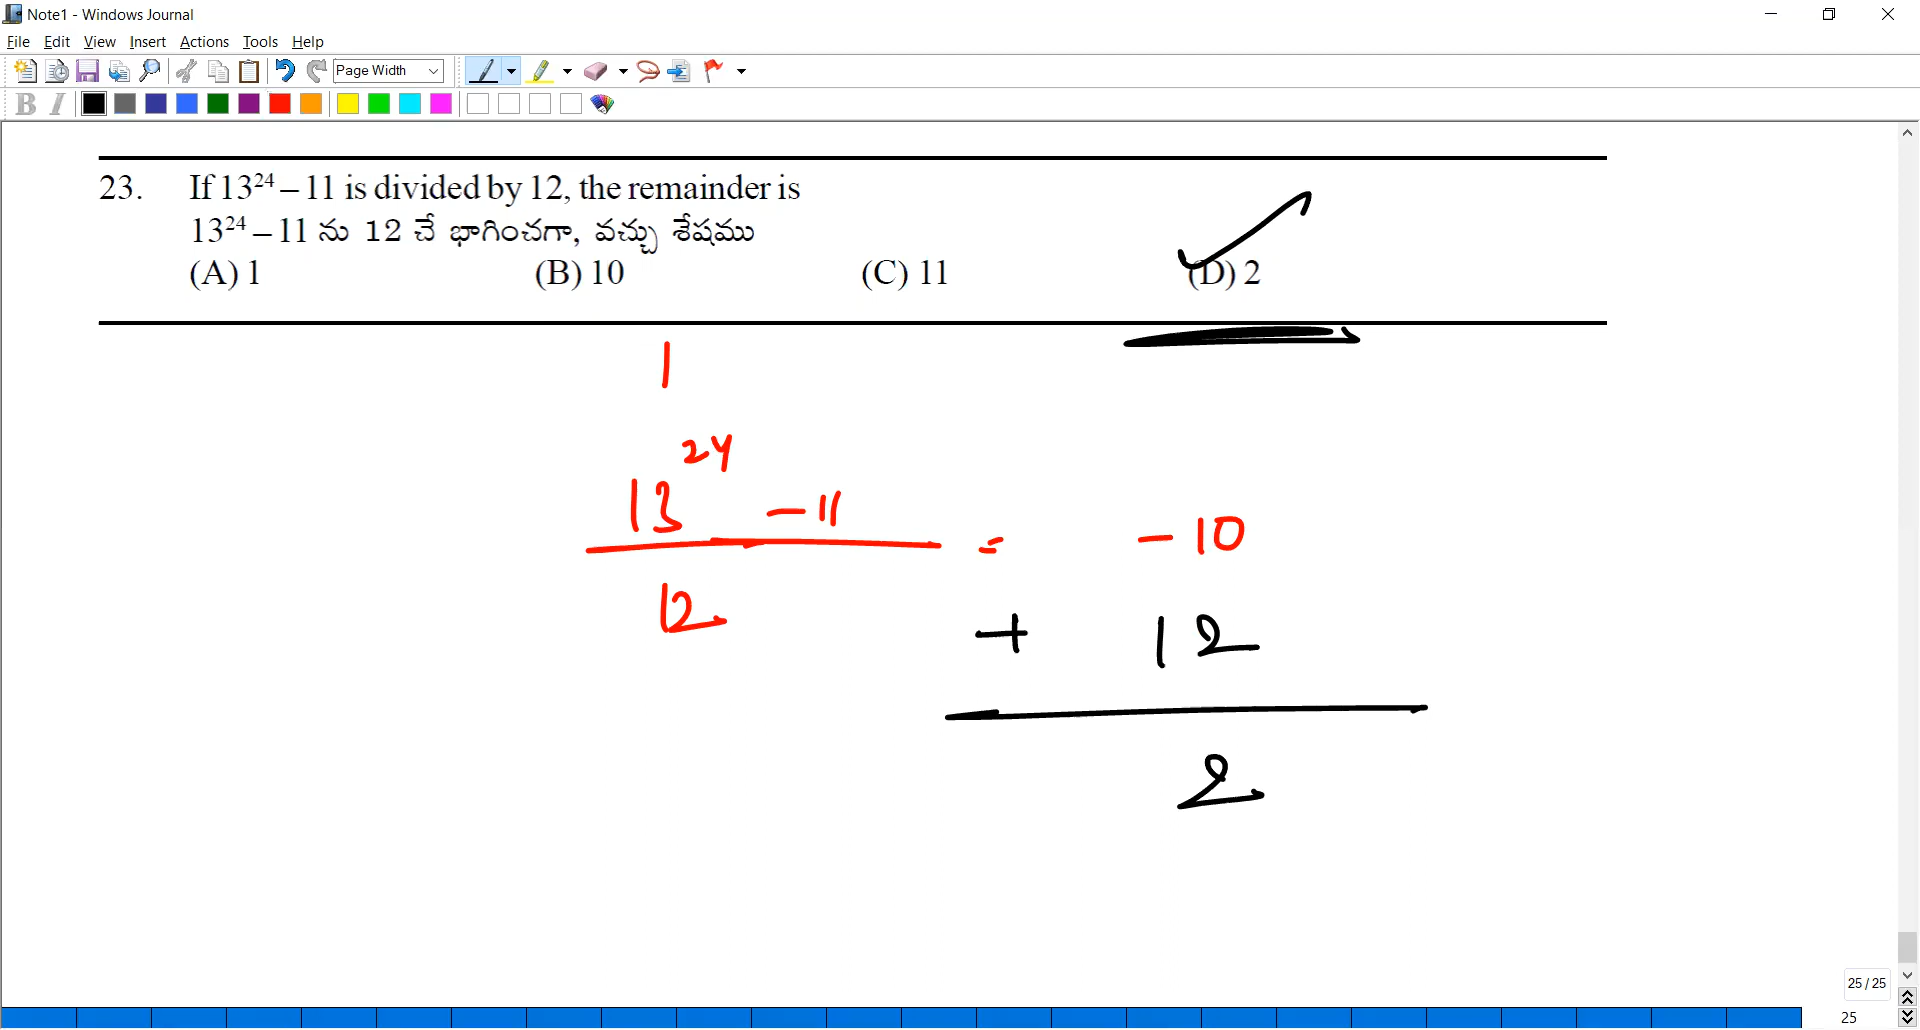 Note1 - Windows Journal
File Edit View Insert Actions Tools Help
Page Width
B I
23. If 13²⁴ – 11 is divided by 12, the remainder is
13²⁴ – 11 ను 12 చే భాగించగా, వచ్చు శేషము
(A) 1 (B) 10 (C) 11 (D) 2
1
24
13 - 11 = - 10
12 + 12
2
25 / 25
25